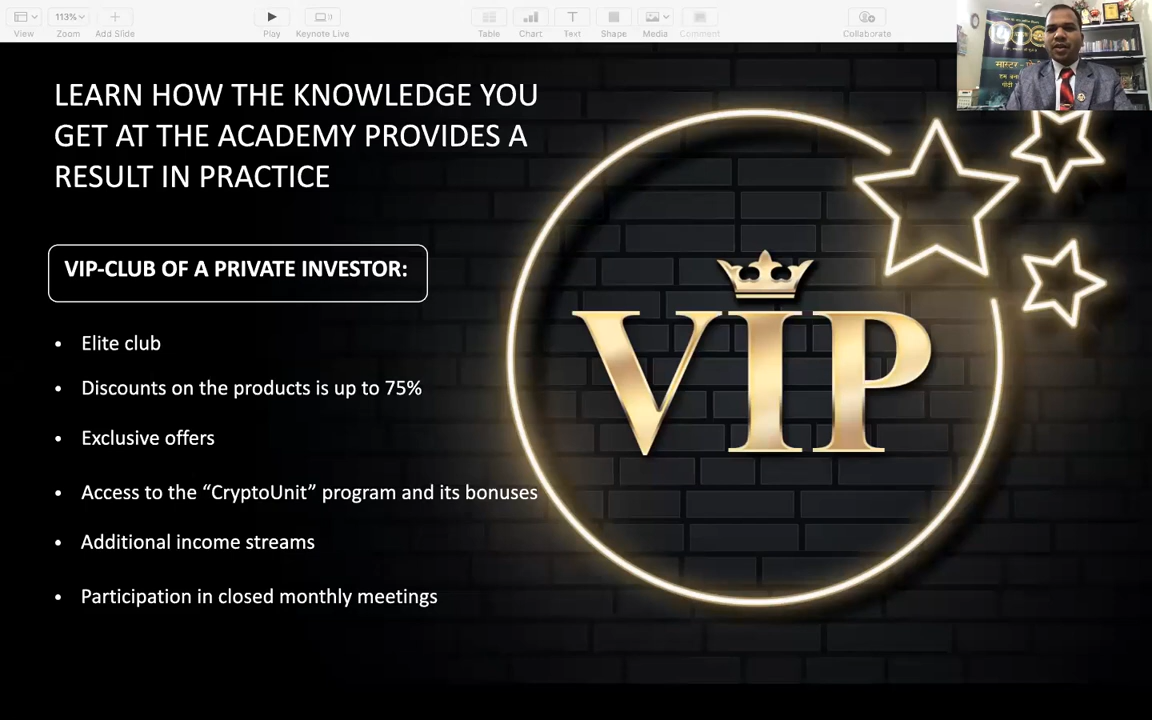 View
113%
Zoom
Add Slide
Play
Keynote Live
Table
Chart
Text
Shape
Media
Comment
Collaborate
LEARN HOW THE KNOWLEDGE YOU
GET AT THE ACADEMY PROVIDES A
RESULT IN PRACTICE
VIP-CLUB OF A PRIVATE INVESTOR:
• Elite club
• Discounts on the products is up to 75%
• Exclusive offers
• Access to the “CryptoUnit” program and its bonuses
• Additional income streams
• Participation in closed monthly meetings
VIP